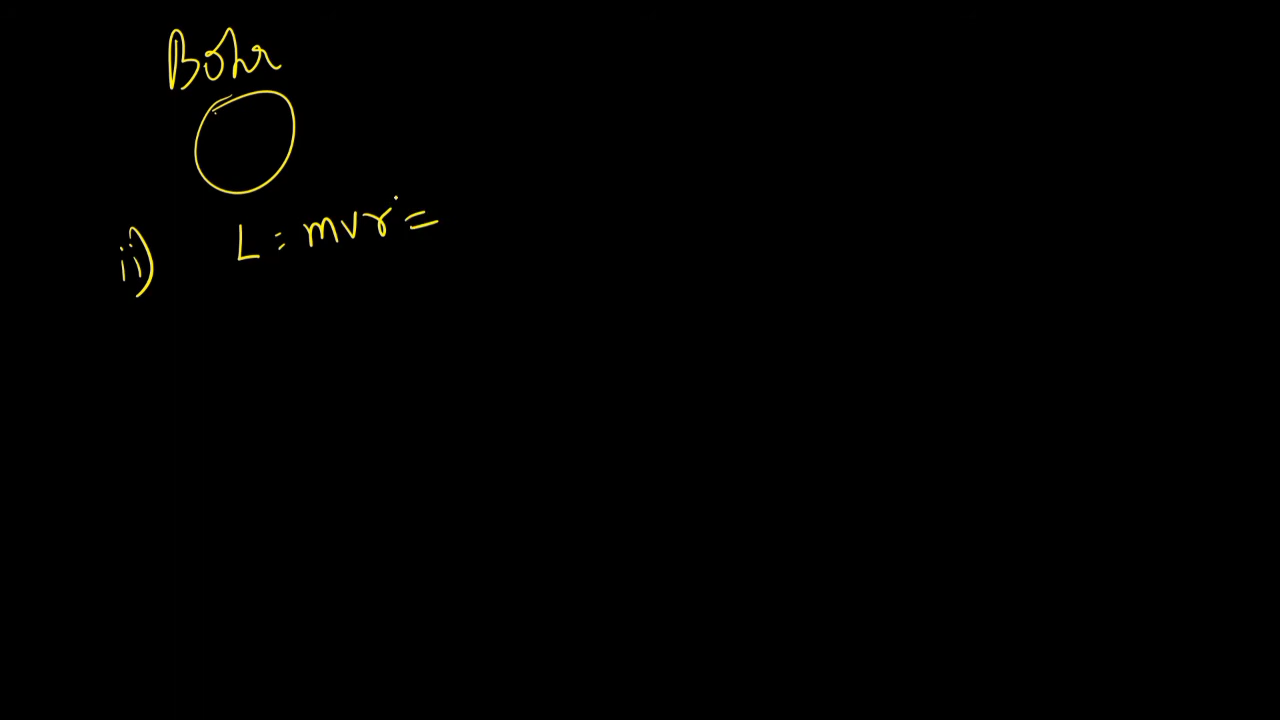 Bohr
ii) L = mvr =